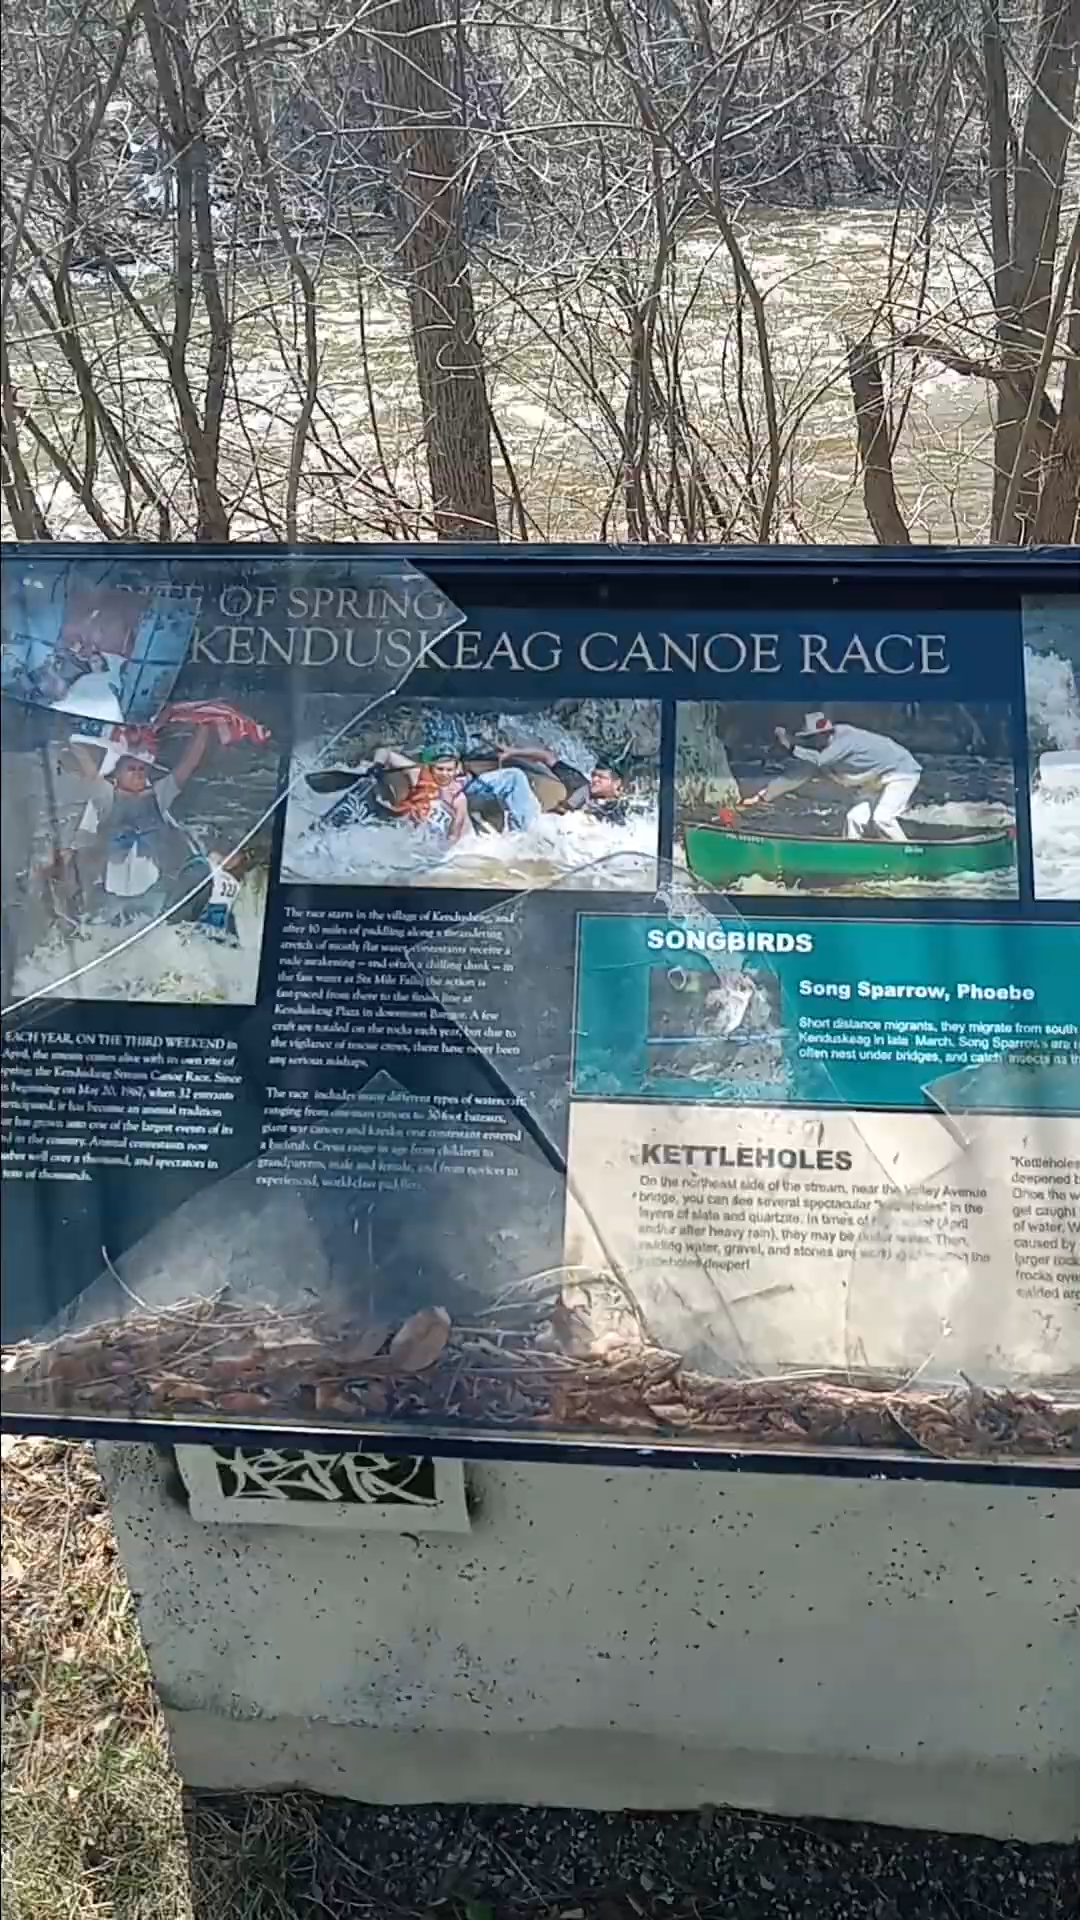 OF SPRING
KENDUSKEAG CANOE RACE
The race starts in the village of Kenduskeag, and
after 10 miles of paddling along a meandering
stretch of mostly flat water, contestants receive a
rude awakening – and often a chilling dunk – in
the fast water at Six Mile Falls; the action is
fast-paced from there to the finish line at
Kenduskeag Plaza in downtown Bangor. A few
craft are totaled on the rocks each year, but due to
the vigilance of rescue crews, there have never been
any serious mishaps.
The race includes many different types of watercraft,
ranging from one-man canoes to 30-foot bateaux,
giant war canoes and kayaks; one contestant entered
a bathtub. Crews range in age from children to
grandparents, male and female, and from novices to
experienced, world-class paddlers.
EACH YEAR, ON THE THIRD WEEKEND in
April, the stream comes alive with its own rite of
spring: the Kenduskeag Stream Canoe Race. Since
beginning on May 20, 1967, when 32 entrants
participated, it has become an annual tradition
has grown into one of the largest events of its
in the country. Annual contestants now
number well over a thousand, and spectators in
tens of thousands.
SONGBIRDS
Song Sparrow, Phoebe
Short distance migrants, they migrate from south
Kenduskeag in late March. Song Sparrows are
often nest under bridges, and catch insects as
KETTLEHOLES
On the northeast side of the stream, near the Valley Avenue
bridge, you can see several spectacular "kettleholes" in the
layers of slate and quartzite. In times of water (April
and/or after heavy rain), they may be under water. Then,
swirling water, gravel, and stones are the
kettleholes deeper!
"Kettleholes
deepened
Once the
get caught
of water.
caused by
larger